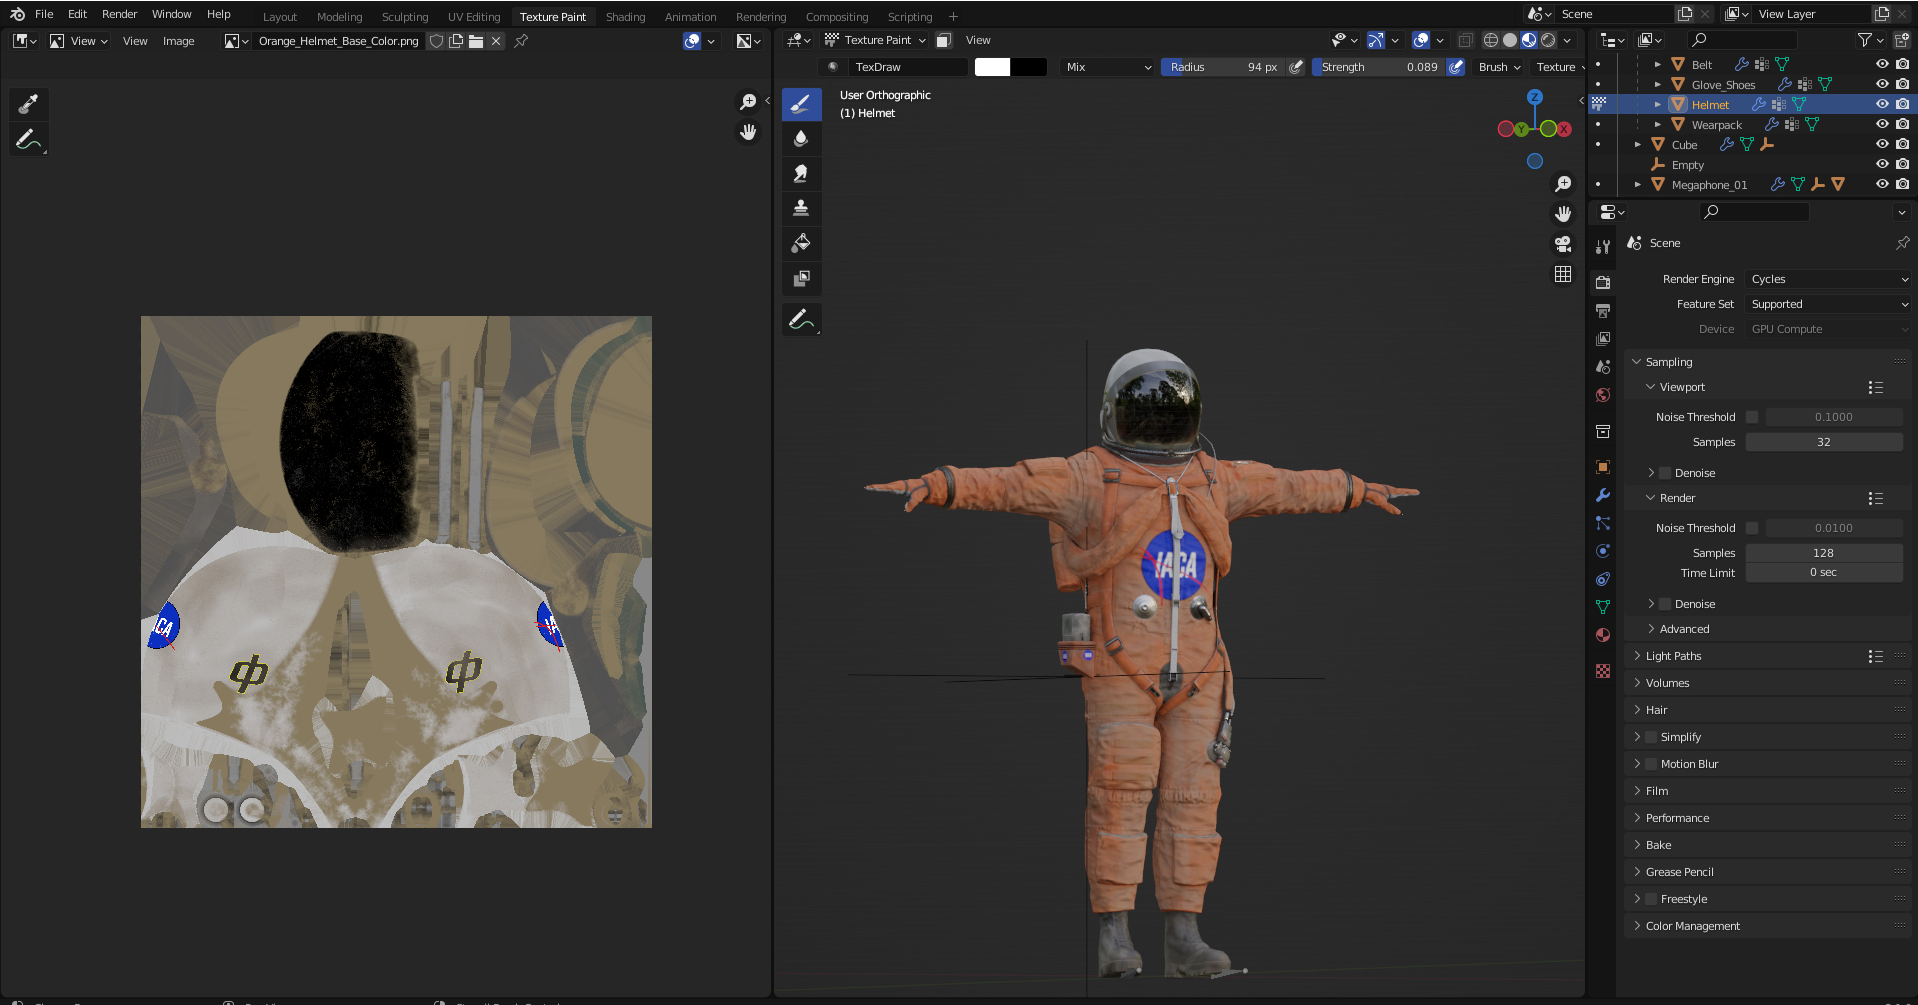 File Edit Render Window Help Layout Modeling Sculpting UV Editing Texture Paint Shading Animation Rendering Compositing Scripting + Scene View Layer
View View Image Orange_Helmet_Base_Color.png Texture Paint View
TexDraw Mix Radius 94 px Strength 0.089 Brush Texture
User Orthographic
(1) Helmet
Z
Y
X
Belt
Glove_Shoes
Helmet
Wearpack
Cube
Empty
Megaphone_01
Scene
Render Engine Cycles
Feature Set Supported
Device GPU Compute
Sampling
Viewport
Noise Threshold 0.1000
Samples 32
Denoise
Render
Noise Threshold 0.0100
Samples 128
Time Limit 0 sec
Denoise
Advanced
Light Paths
Volumes
Hair
Simplify
Motion Blur
Film
Performance
Bake
Grease Pencil
Freestyle
Color Management
IACA
ICA
IA
ф
ф